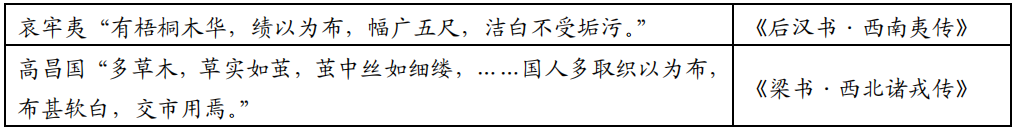 哀牢夷“有梧桐木华，绩以为布，幅广五尺，洁白不受垢污。”
《后汉书·西南夷传》
高昌国“多草木，草实如茧，茧中丝如细缕，……国人多取织以为布，
布甚软白，交市用焉。”
《梁书·西北诸戎传》